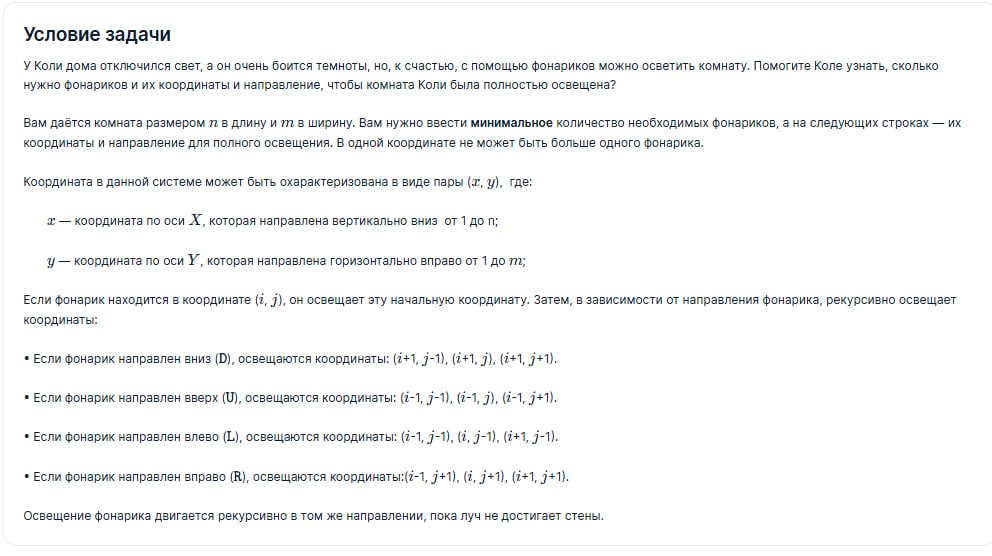 Условие задачи
У Коли дома отключился свет, а он очень боится темноты, но, к счастью, с помощью фонариков можно осветить комнату. Помогите Коле узнать, сколько
нужно фонариков и их координаты и направление, чтобы комната Коли была полностью освещена?
Вам даётся комната размером n в длину и m в ширину. Вам нужно ввести минимальное количество необходимых фонариков, а на следующих строках — их
координаты и направление для полного освещения. В одной координате не может быть больше одного фонарика.
Координата в данной системе может быть охарактеризована в виде пары (x, y), где:
x — координата по оси X, которая направлена вертикально вниз от 1 до n;
y — координата по оси Y, которая направлена горизонтально вправо от 1 до m;
Если фонарик находится в координате (i, j), он освещает эту начальную координату. Затем, в зависимости от направления фонарика, рекурсивно освещает
координаты:
• Если фонарик направлен вниз (D), освещаются координаты: (i+1, j-1), (i+1, j), (i+1, j+1).
• Если фонарик направлен вверх (U), освещаются координаты: (i-1, j-1), (i-1, j), (i-1, j+1).
• Если фонарик направлен влево (L), освещаются координаты: (i-1, j-1), (i, j-1), (i+1, j-1).
• Если фонарик направлен вправо (R), освещаются координаты:(i-1, j+1), (i, j+1), (i+1, j+1).
Освещение фонарика двигается рекурсивно в том же направлении, пока луч не достигает стены.